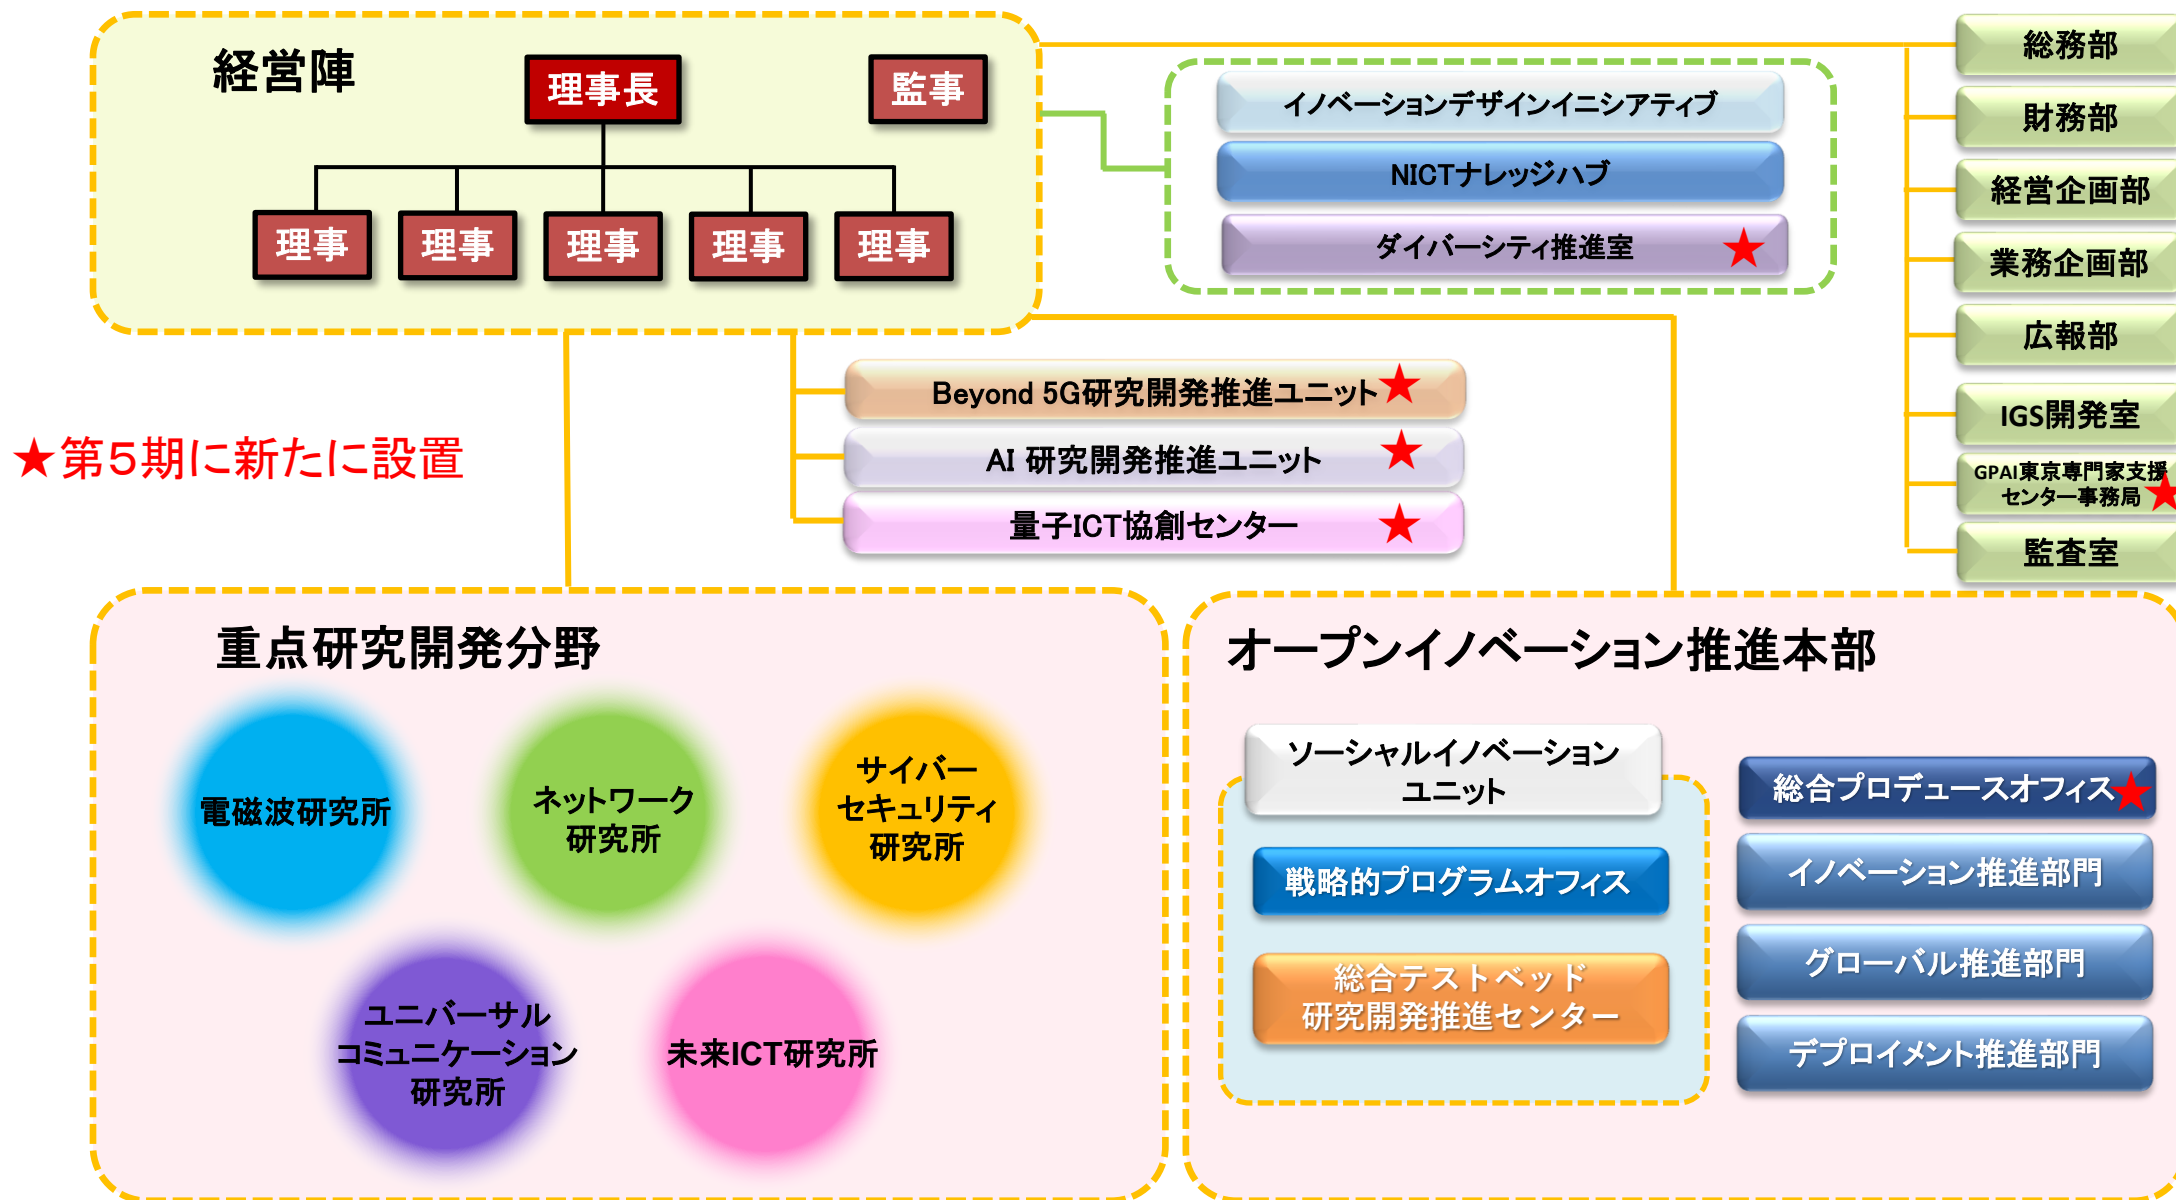 経営陣
理事長
監事
理事
理事
理事
理事
理事
イノベーションデザインイニシアティブ
NICTナレッジハブ
ダイバーシティ推進室 ★
総務部
財務部
経営企画部
業務企画部
広報部
IGS開発室
GPAI東京専門家支援
センター事務局 ★
監査室
Beyond 5G研究開発推進ユニット ★
AI 研究開発推進ユニット ★
量子ICT協創センター ★
★第5期に新たに設置
重点研究開発分野
電磁波研究所
ネットワーク
研究所
サイバー
セキュリティ
研究所
ユニバーサル
コミュニケーション
研究所
未来ICT研究所
オープンイノベーション推進本部
ソーシャルイノベーション
ユニット
戦略的プログラムオフィス
総合テストベッド
研究開発推進センター
総合プロデュースオフィス ★
イノベーション推進部門
グローバル推進部門
デプロイメント推進部門